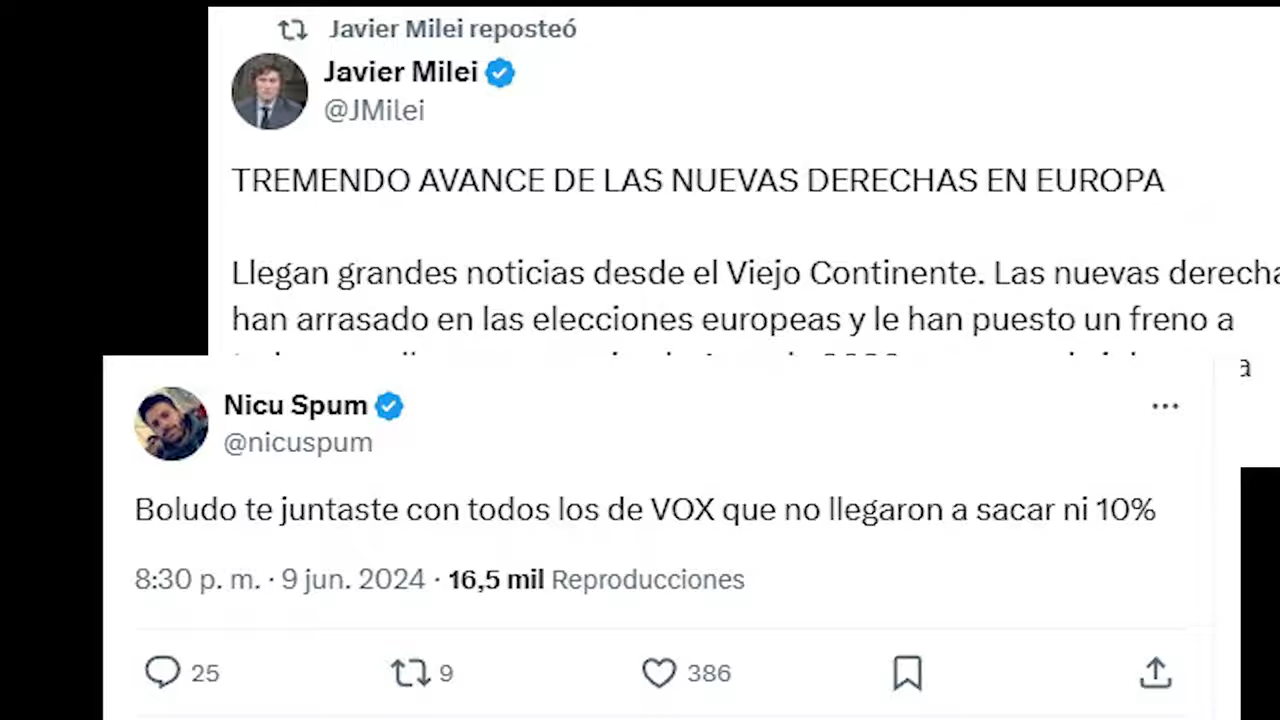 Javier Milei reposteó
Javier Milei
@JMilei
TREMENDO AVANCE DE LAS NUEVAS DERECHAS EN EUROPA
Llegan grandes noticias desde el Viejo Continente. Las nuevas derecha
han arrasado en las elecciones europeas y le han puesto un freno a
Nicu Spum
@nicuspum
Boludo te juntaste con todos los de VOX que no llegaron a sacar ni 10%
8:30 p. m. · 9 jun. 2024 · 16,5 mil Reproducciones
25 9 386